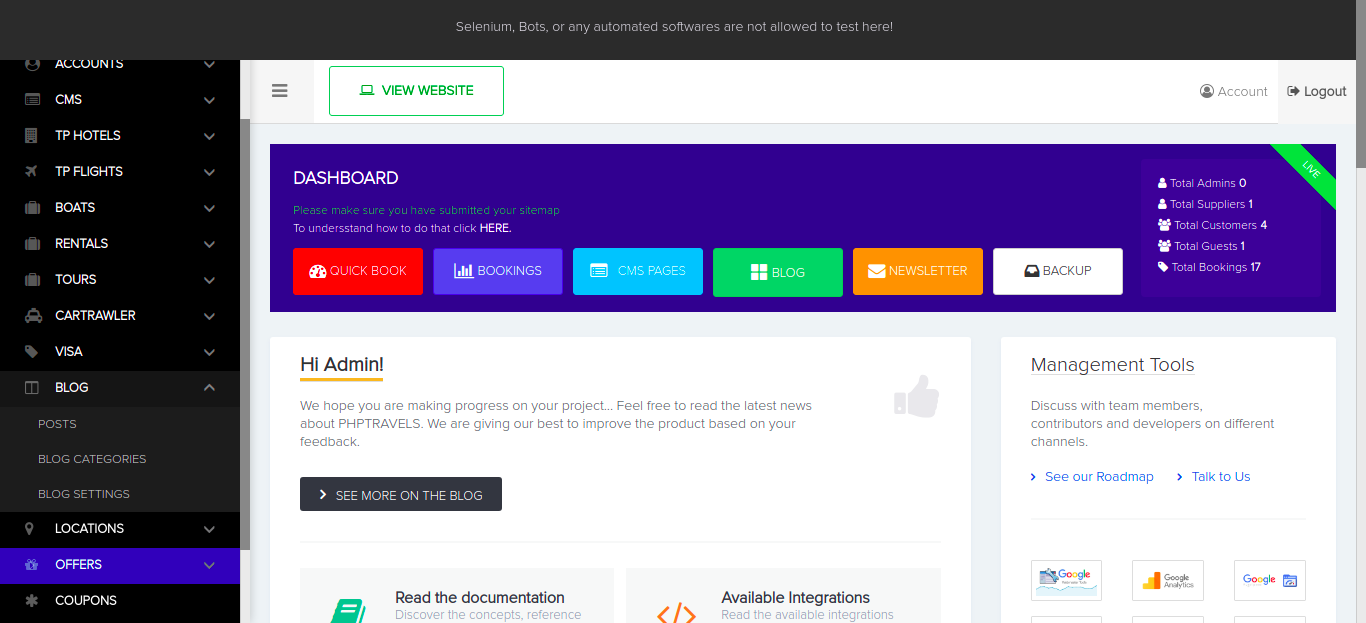 Selenium, Bots, or any automated softwares are not allowed to test here!
ACCOUNTS
CMS
TP HOTELS
TP FLIGHTS
BOATS
RENTALS
TOURS
CARTRAWLER
VISA
BLOG
POSTS
BLOG CATEGORIES
BLOG SETTINGS
LOCATIONS
OFFERS
COUPONS
VIEW WEBSITE
Account
Logout
DASHBOARD
Please make sure you have submitted your sitemap
To undersstand how to do that click HERE.
QUICK BOOK
BOOKINGS
CMS PAGES
BLOG
NEWSLETTER
BACKUP
Total Admins 0
Total Suppliers 1
Total Customers 4
Total Guests 1
Total Bookings 17
LIVE
Hi Admin!
We hope you are making progress on your project... Feel free to read the latest news
about PHPTRAVELS. We are giving our best to improve the product based on your
feedback.
SEE MORE ON THE BLOG
Read the documentation
Discover the concepts, reference
Available Integrations
Read the available integrations
Management Tools
Discuss with team members,
contributors and developers on different
channels.
See our Roadmap
Talk to Us
Google
Google
Analytics
Google